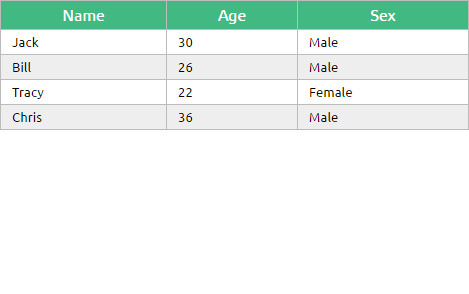 Name Age Sex
Jack 30 Male
Bill 26 Male
Tracy 22 Female
Chris 36 Male